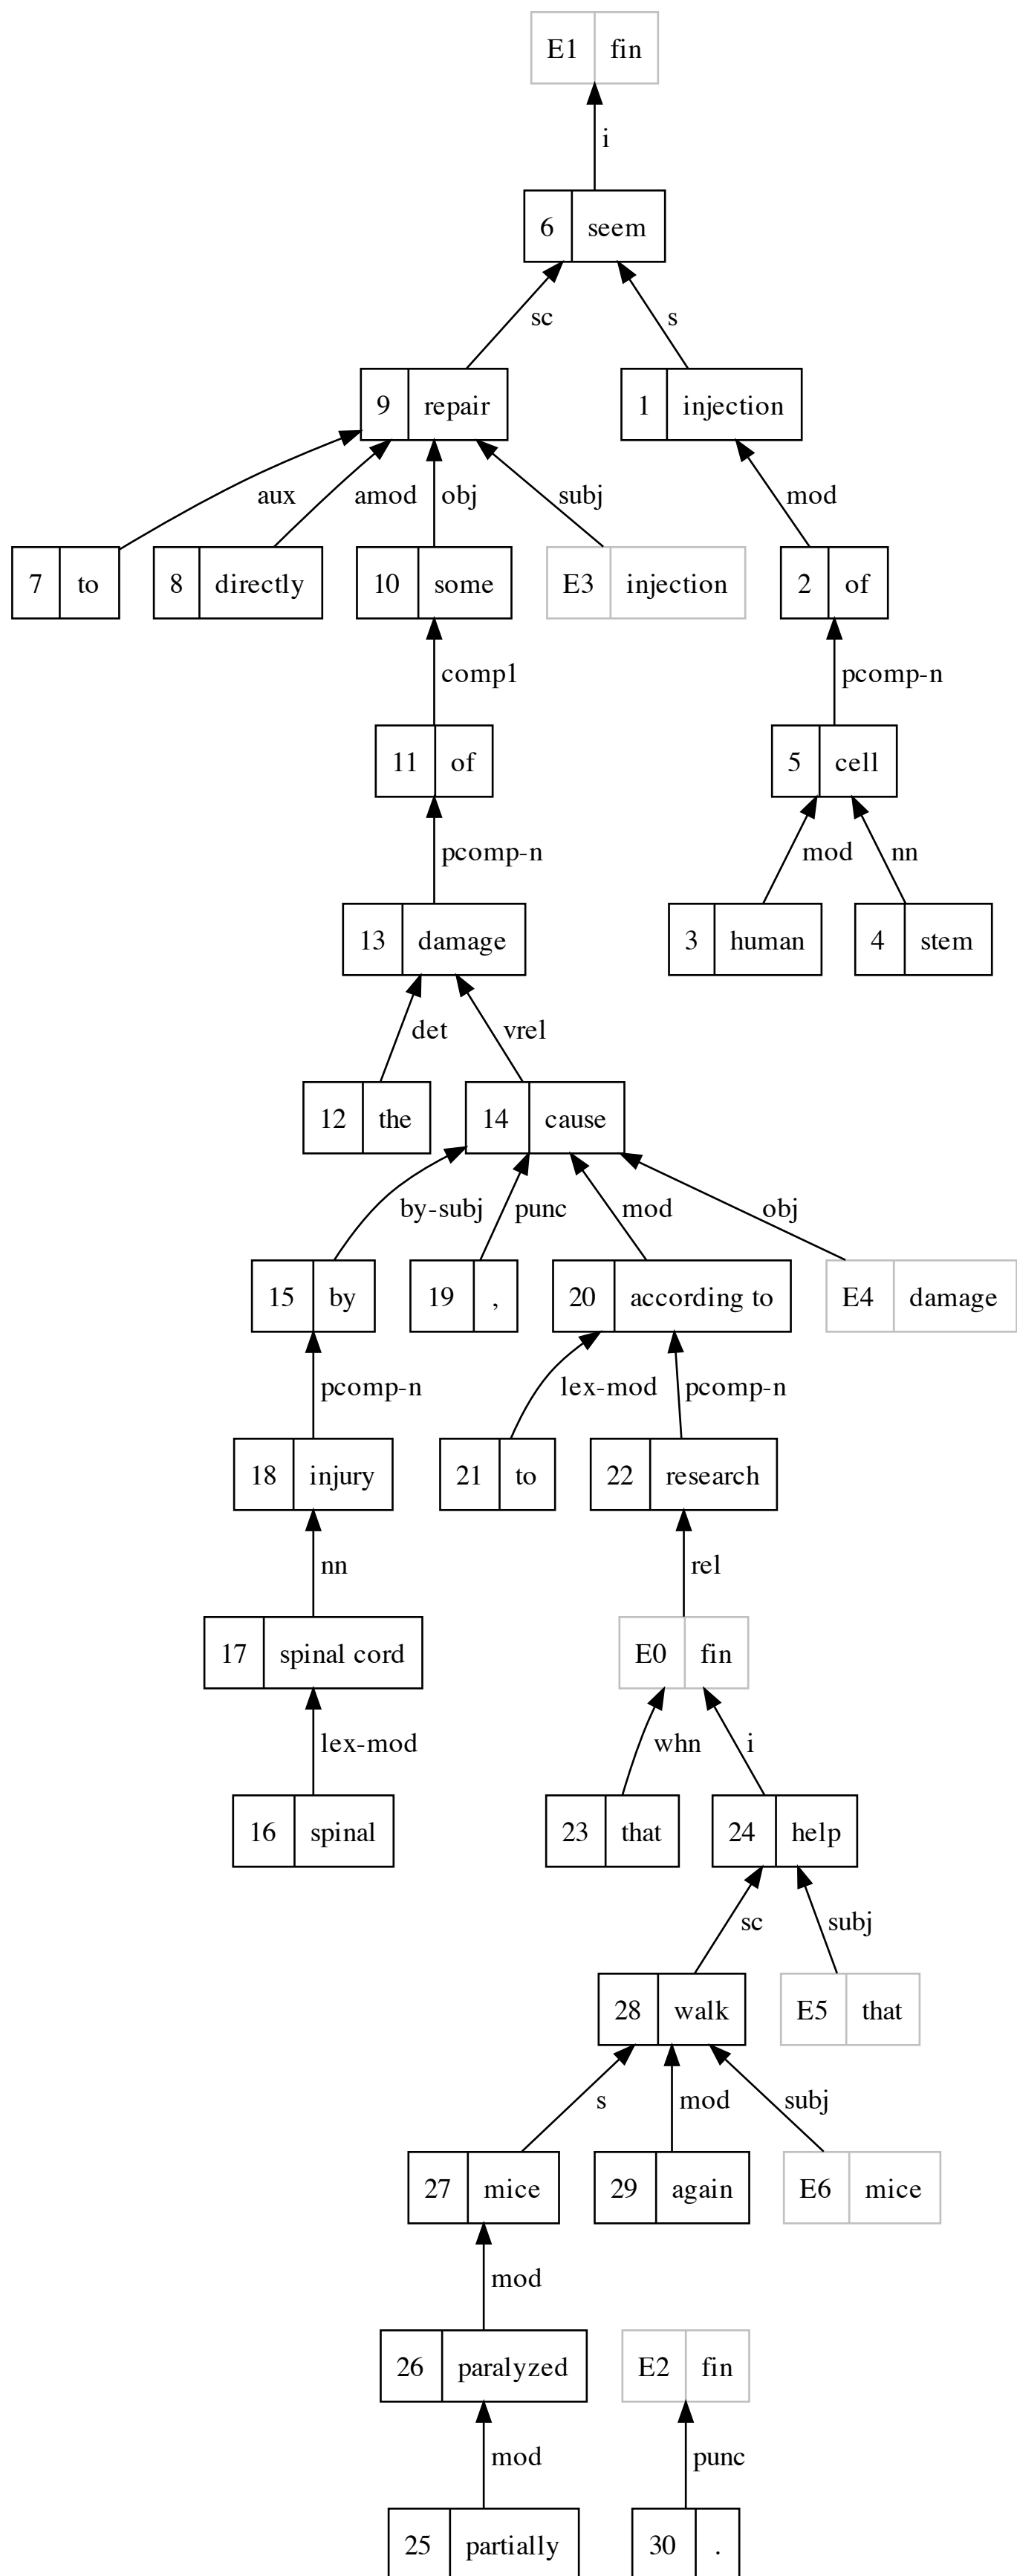 E1 fin
i
6 seem
sc s
9 repair 1 injection
aux amod obj subj mod
7 to 8 directly 10 some E3 injection 2 of
comp1 pcomp-n
11 of 5 cell
pcomp-n mod nn
13 damage 3 human 4 stem
det vrel
12 the 14 cause
by-subj punc mod obj
15 by 19 , 20 according to E4 damage
pcomp-n lex-mod pcomp-n
18 injury 21 to 22 research
nn rel
17 spinal cord E0 fin
lex-mod whn i
16 spinal 23 that 24 help
sc subj
28 walk E5 that
s mod subj
27 mice 29 again E6 mice
mod
26 paralyzed E2 fin
mod punc
25 partially 30 .